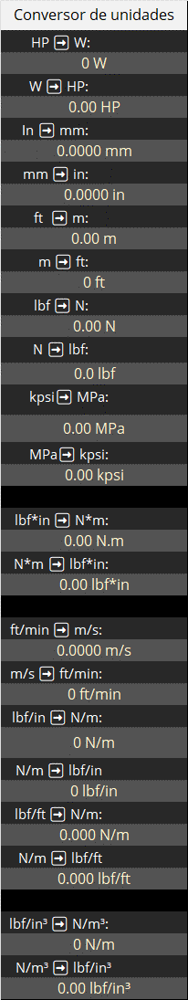 Conversor de unidades
HP ➡ W:
0 W
W ➡ HP:
0.00 HP
In ➡ mm:
0.0000 mm
mm ➡ in:
0.0000 in
ft ➡ m:
0.00 m
m ➡ ft:
0 ft
lbf ➡ N:
0.00 N
N ➡ lbf:
0.0 lbf
kpsi➡ MPa:
0.00 MPa
MPa➡ kpsi:
0.00 kpsi
lbf*in ➡ N*m:
0.00 N.m
N*m ➡ lbf*in:
0.00 lbf*in
ft/min ➡ m/s:
0.0000 m/s
m/s ➡ ft/min:
0 ft/min
lbf/in ➡ N/m:
0 N/m
N/m ➡ lbf/in
0 lbf/in
lbf/ft ➡ N/m:
0.000 N/m
N/m ➡ lbf/ft
0.000 lbf/ft
lbf/in³ ➡ N/m³:
0 N/m
N/m³ ➡ lbf/in³
0.00 lbf/in³